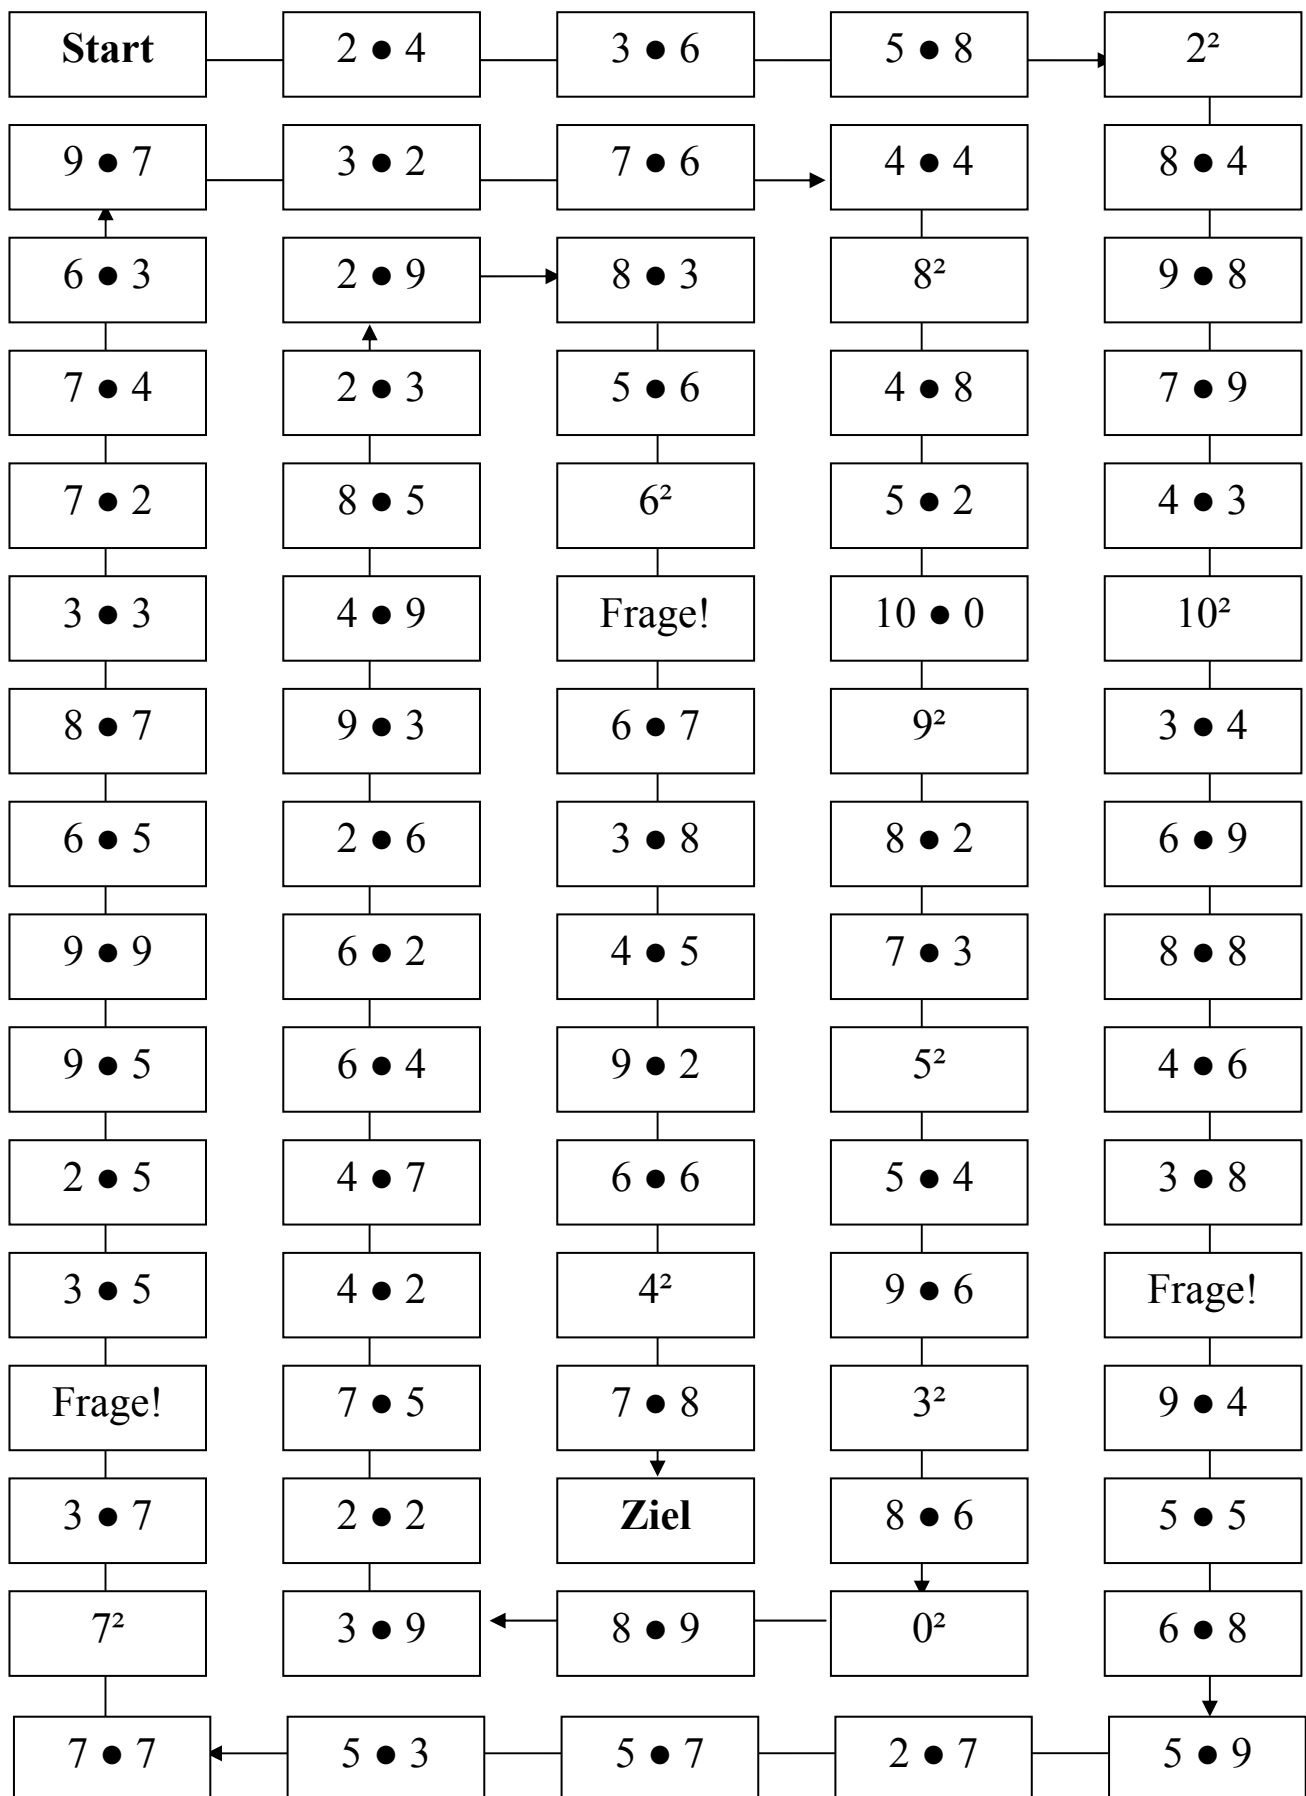 Start 2 ● 4 3 ● 6 5 ● 8 2²
9 ● 7 3 ● 2 7 ● 6 4 ● 4 8 ● 4
6 ● 3 2 ● 9 8 ● 3 8² 9 ● 8
7 ● 4 2 ● 3 5 ● 6 4 ● 8 7 ● 9
7 ● 2 8 ● 5 6² 5 ● 2 4 ● 3
3 ● 3 4 ● 9 Frage! 10 ● 0 10²
8 ● 7 9 ● 3 6 ● 7 9² 3 ● 4
6 ● 5 2 ● 6 3 ● 8 8 ● 2 6 ● 9
9 ● 9 6 ● 2 4 ● 5 7 ● 3 8 ● 8
9 ● 5 6 ● 4 9 ● 2 5² 4 ● 6
2 ● 5 4 ● 7 6 ● 6 5 ● 4 3 ● 8
3 ● 5 4 ● 2 4² 9 ● 6 Frage!
Frage! 7 ● 5 7 ● 8 3² 9 ● 4
3 ● 7 2 ● 2 Ziel 8 ● 6 5 ● 5
7² 3 ● 9 8 ● 9 0² 6 ● 8
7 ● 7 5 ● 3 5 ● 7 2 ● 7 5 ● 9